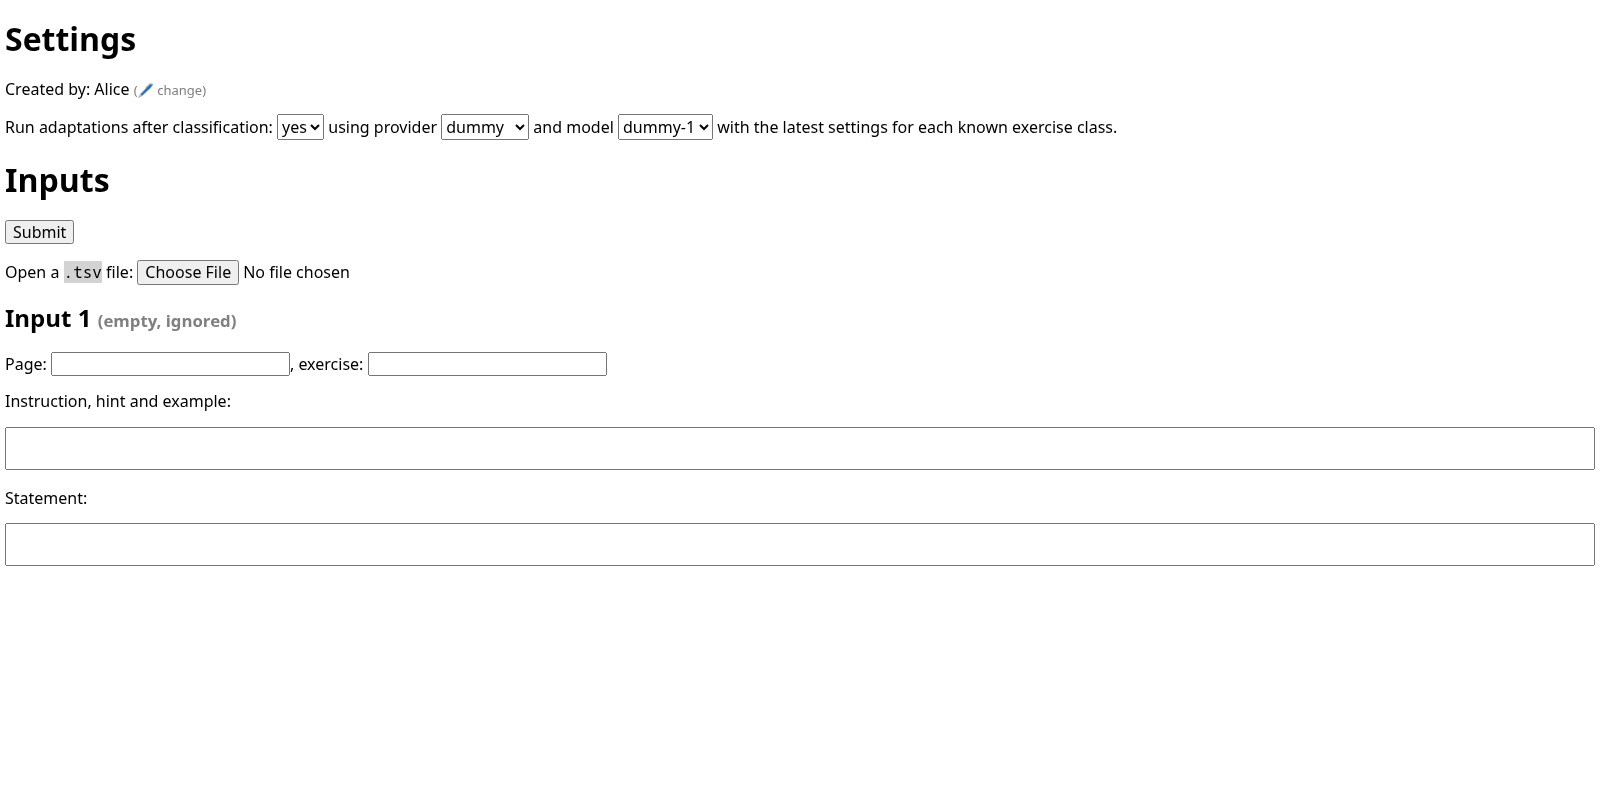 Settings
Created by: Alice (🖊️ change)
Run adaptations after classification: yes using provider dummy and model dummy-1 with the latest settings for each known exercise class.
Inputs
Submit
Open a .tsv file: Choose File No file chosen
Input 1 (empty, ignored)
Page: , exercise:
Instruction, hint and example:
Statement: